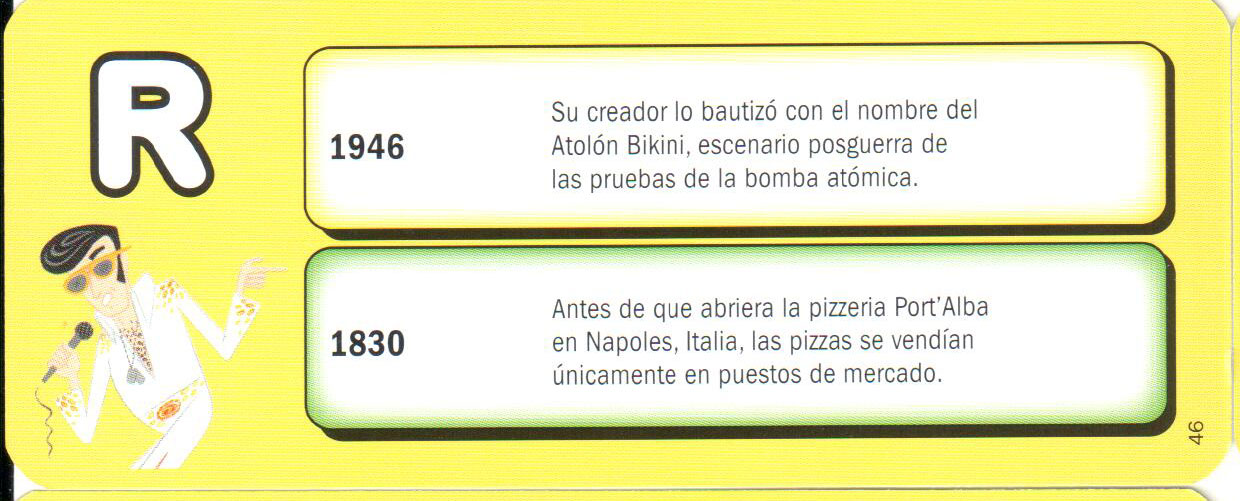 R
1946
Su creador lo bautizó con el nombre del
Atolón Bikini, escenario posguerra de
las pruebas de la bomba atómica.
1830
Antes de que abriera la pizzeria Port'Alba
en Napoles, Italia, las pizzas se vendían
únicamente en puestos de mercado.
46